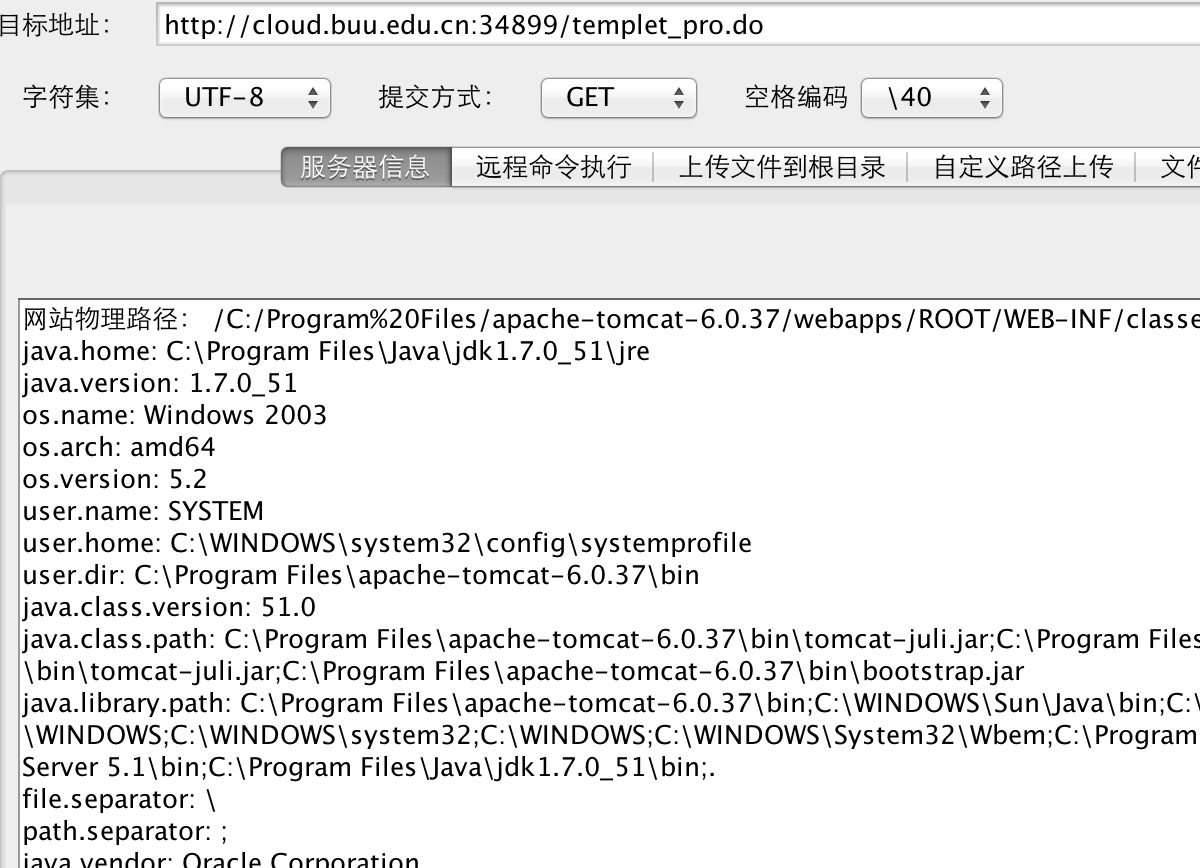 目标地址： http://cloud.buu.edu.cn:34899/templet_pro.do
字符集： UTF-8 提交方式： GET 空格编码 \40
服务器信息 远程命令执行 上传文件到根目录 自定义路径上传 文件
网站物理路径： /C:/Program%20Files/apache-tomcat-6.0.37/webapps/ROOT/WEB-INF/classe
java.home: C:\Program Files\Java\jdk1.7.0_51\jre
java.version: 1.7.0_51
os.name: Windows 2003
os.arch: amd64
os.version: 5.2
user.name: SYSTEM
user.home: C:\WINDOWS\system32\config\systemprofile
user.dir: C:\Program Files\apache-tomcat-6.0.37\bin
java.class.version: 51.0
java.class.path: C:\Program Files\apache-tomcat-6.0.37\bin\tomcat-juli.jar;C:\Program Files
\bin\tomcat-juli.jar;C:\Program Files\apache-tomcat-6.0.37\bin\bootstrap.jar
java.library.path: C:\Program Files\apache-tomcat-6.0.37\bin;C:\WINDOWS\Sun\Java\bin;C:\
\WINDOWS;C:\WINDOWS\system32;C:\WINDOWS;C:\WINDOWS\System32\Wbem;C:\Program
Server 5.1\bin;C:\Program Files\Java\jdk1.7.0_51\bin;.
file.separator: \
path.separator: ;
java.vendor: Oracle Corporation